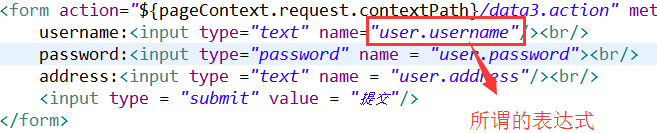 <form action="${pageContext.request.contextPath}/data3.action" met
username:<input type="text" name="user.username"/><br/>
password:<input type="password" name = "user.password"><br/>
address:<input type ="text" name = "user.address"/><br/>
<input type = "submit" value = "提交"/>
</form>
所谓的表达式